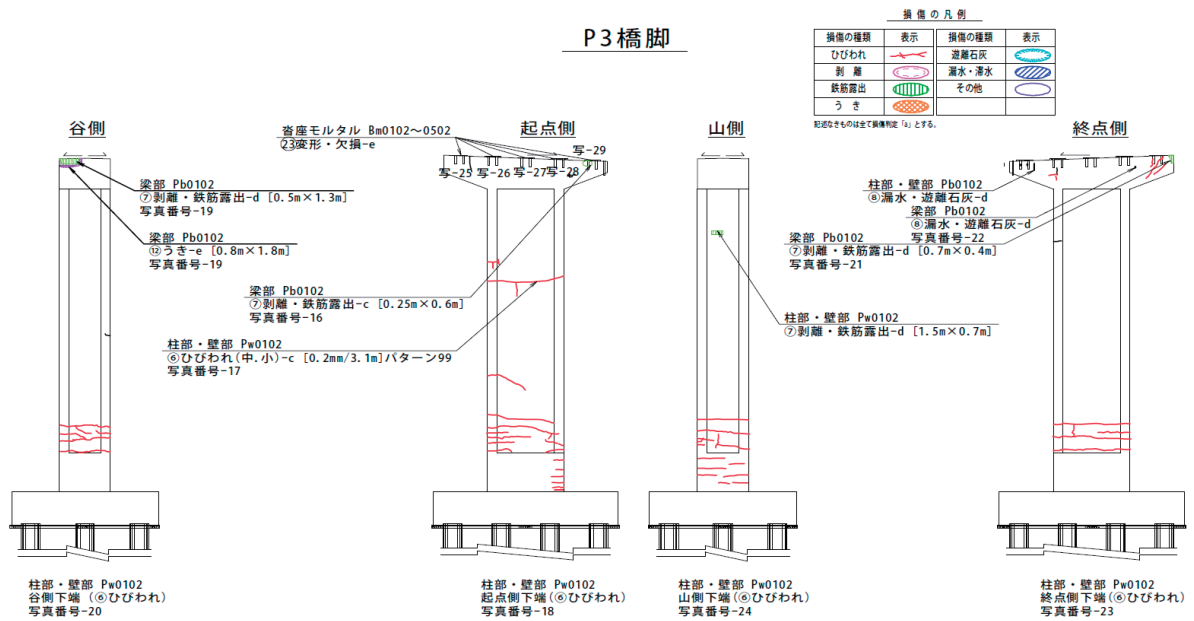 P3橋脚
損傷の凡例
損傷の種類 表示 損傷の種類 表示
ひびわれ 遊離石灰
剥離 漏水・滞水
鉄筋露出 その他
うき
記述なきものは全て損傷判定「a」とする。
谷側
梁部 Pb0102
⑦剥離・鉄筋露出-d [0.5m×1.3m]
写真番号-19
梁部 Pb0102
⑫うき-e [0.8m×1.8m]
写真番号-19
沓座モルタル Bm0102〜0502
㉓変形・欠損-e
起点側
写-29
写-25 写-26 写-27 写-28
梁部 Pb0102
⑦剥離・鉄筋露出-c [0.25m×0.6m]
写真番号-16
柱部・壁部 Pw0102
⑥ひびわれ(中.小)-c [0.2mm/3.1m]パターン99
写真番号-17
山側
柱部・壁部 Pw0102
⑦剥離・鉄筋露出-d [1.5m×0.7m]
終点側
柱部・壁部 Pb0102
⑧漏水・遊離石灰-d
梁部 Pb0102
⑧漏水・遊離石灰-d
写真番号-22
梁部 Pb0102
⑦剥離・鉄筋露出-d [0.7m×0.4m]
写真番号-21
柱部・壁部 Pw0102
谷側下端 (⑥ひびわれ)
写真番号-20
柱部・壁部 Pw0102
起点側下端(⑥ひびわれ)
写真番号-18
柱部・壁部 Pw0102
山側下端(⑥ひびわれ)
写真番号-24
柱部・壁部 Pw0102
終点側下端(⑥ひびわれ)
写真番号-23